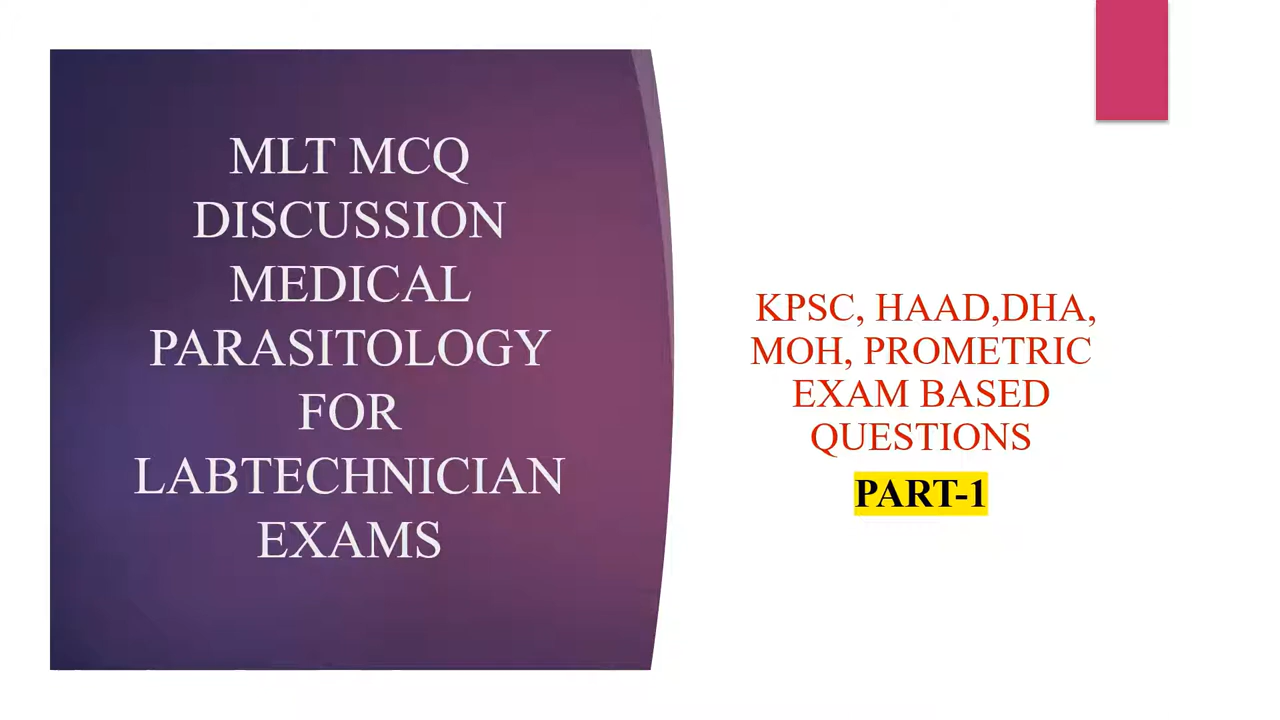 MLT MCQ
DISCUSSION
MEDICAL
PARASITOLOGY
FOR
LABTECHNICIAN
EXAMS
KPSC, HAAD,DHA,
MOH, PROMETRIC
EXAM BASED
QUESTIONS
PART-1